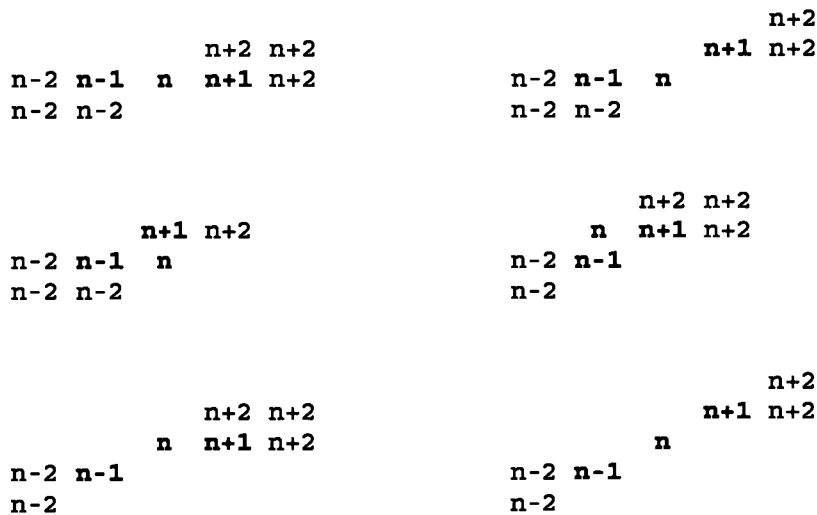 n+2
n+2 n+2 n+1 n+2
n-2 n-1 n n+1 n+2 n-2 n-1 n
n-2 n-2 n-2 n-2
n+2 n+2
n+1 n+2 n n+1 n+2
n-2 n-1 n n-2 n-1
n-2 n-2 n-2
n+2
n+2 n+2 n+1 n+2
n n+1 n+2 n
n-2 n-1 n-2 n-1
n-2 n-2